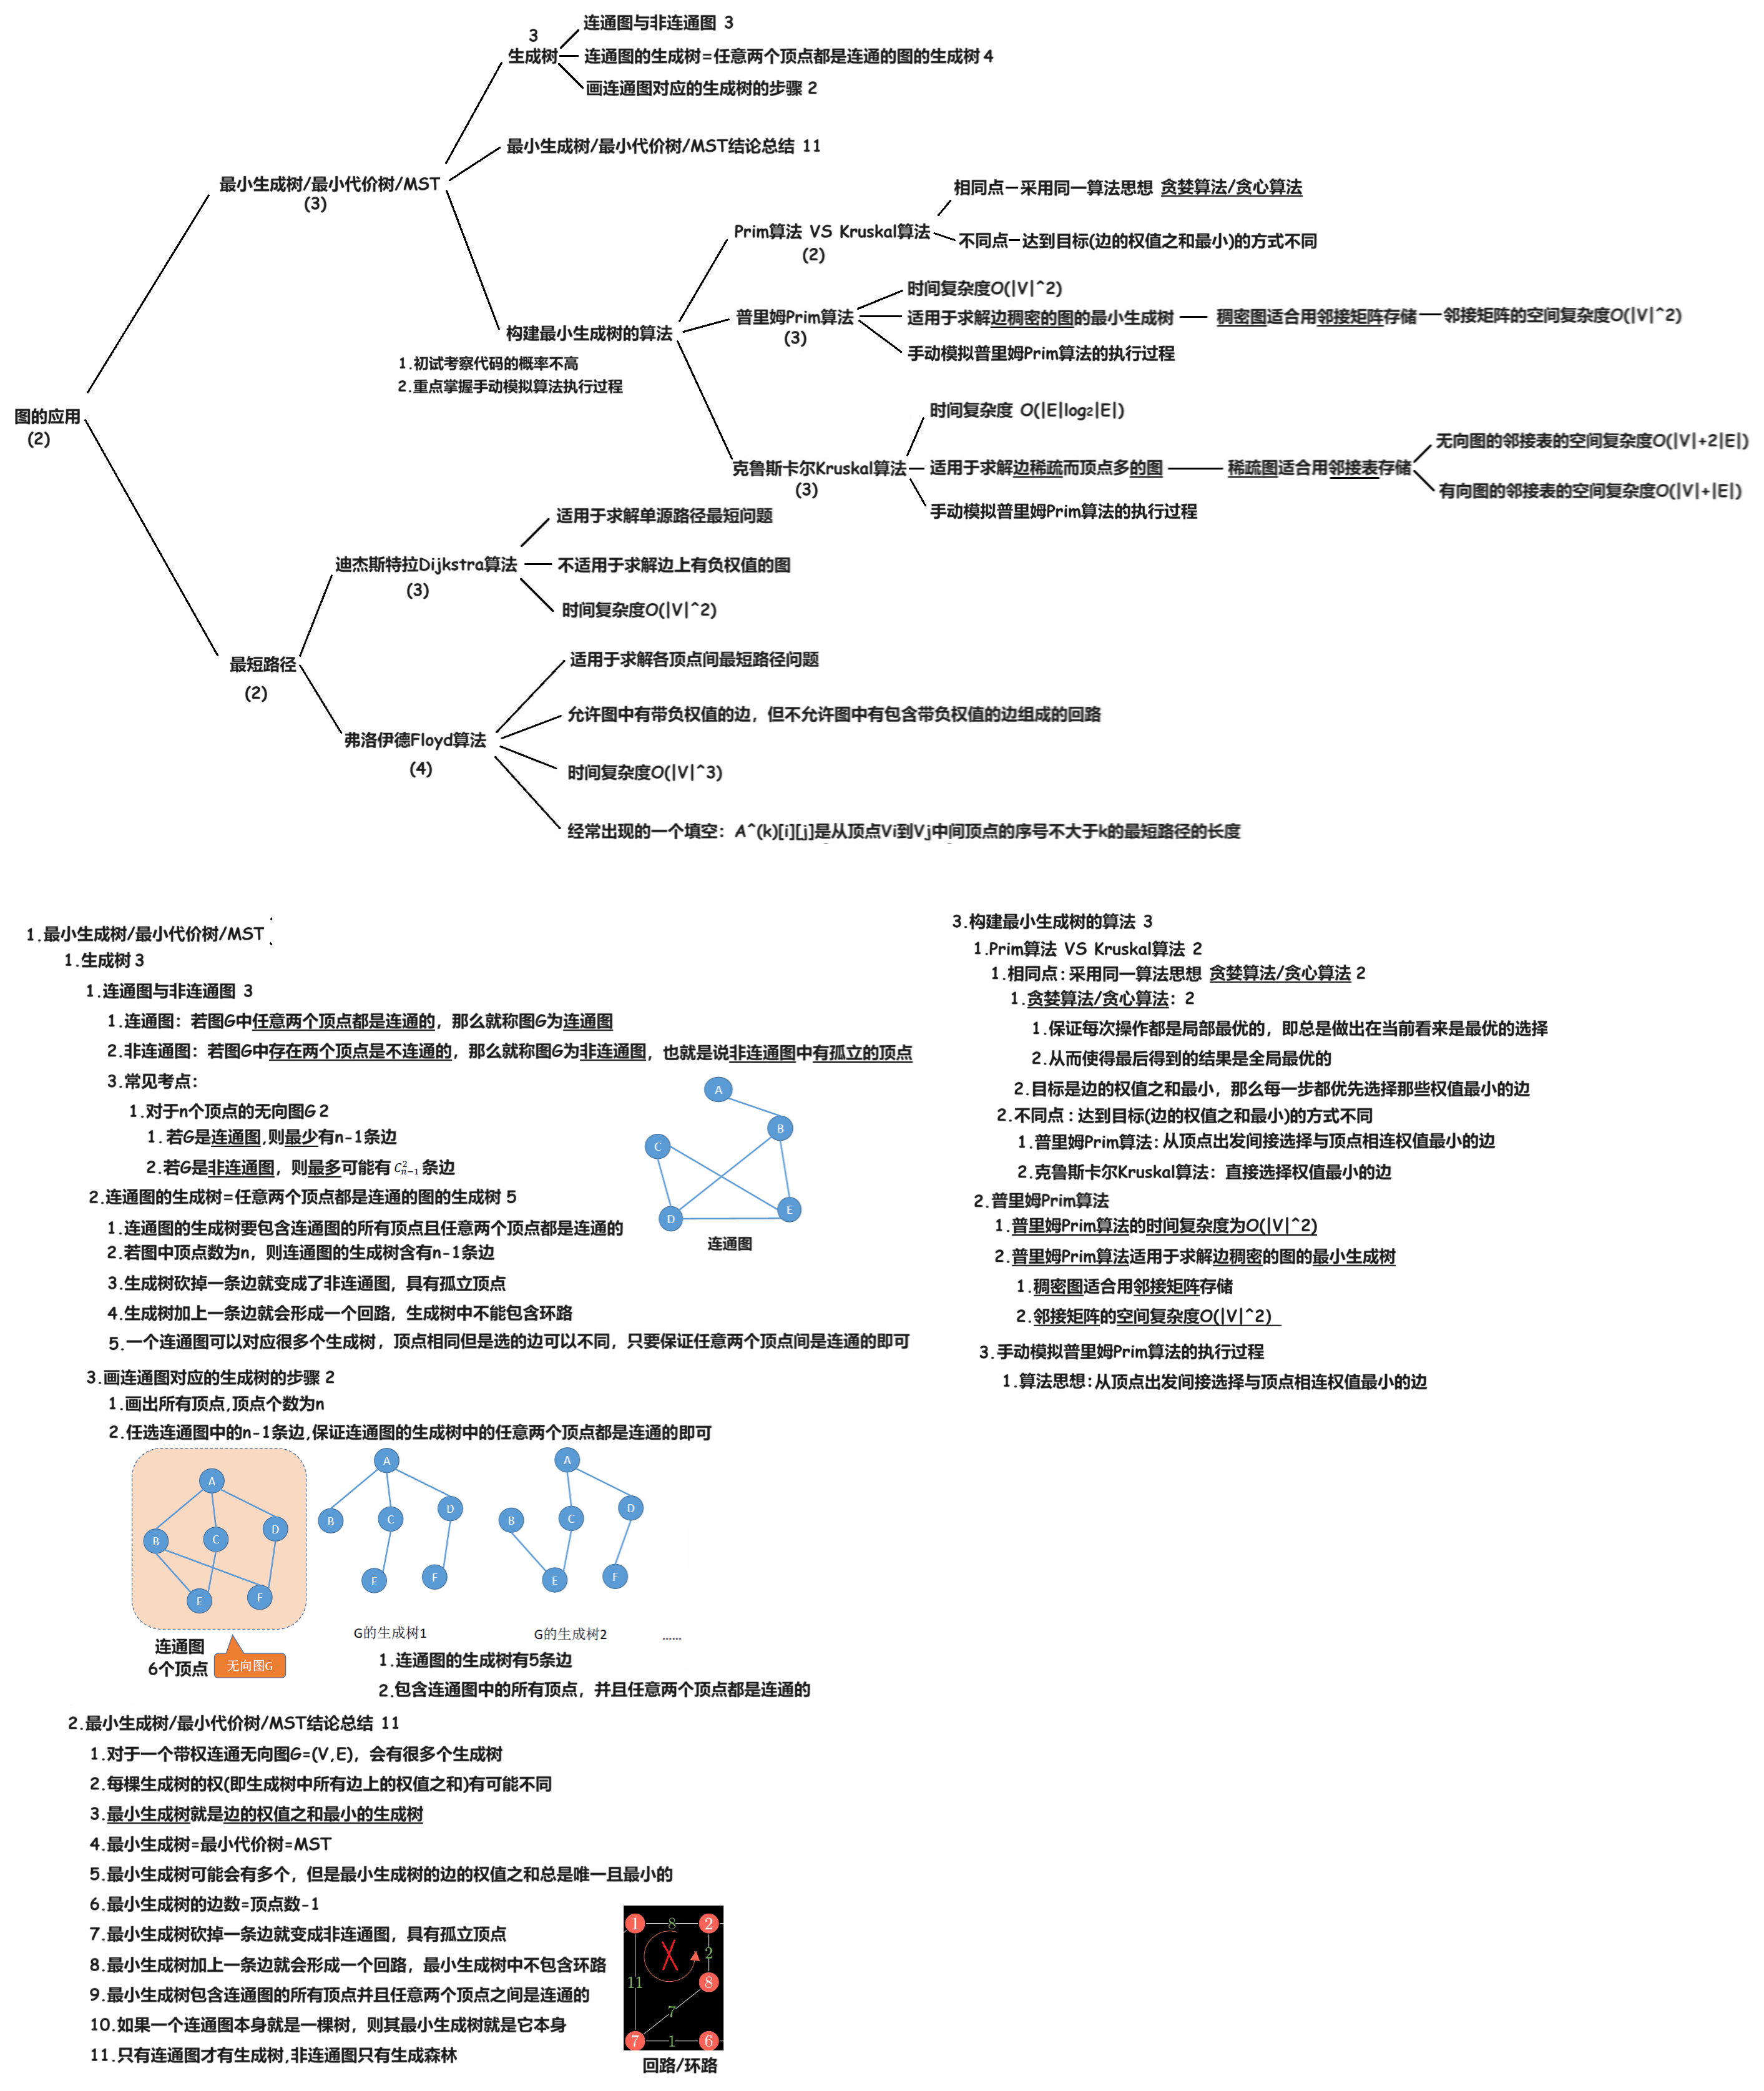 连通图与非连通图 3
3
生成树
连通图的生成树=任意两个顶点都是连通的图的生成树 4
画连通图对应的生成树的步骤 2
最小生成树/最小代价树/MST结论总结 11
最小生成树/最小代价树/MST
(3)
相同点—采用同一算法思想 贪婪算法/贪心算法
Prim算法 VS Kruskal算法
(2)
不同点—达到目标(边的权值之和最小)的方式不同
时间复杂度O(|V|^2)
普里姆Prim算法
(3)
适用于求解边稠密的图的最小生成树 — 稠密图适合用邻接矩阵存储—邻接矩阵的空间复杂度O(|V|^2)
手动模拟普里姆Prim算法的执行过程
构建最小生成树的算法
1.初试考察代码的概率不高
2.重点掌握手动模拟算法执行过程
图的应用
(2)
时间复杂度 O(|E|log2|E|)
克鲁斯卡尔Kruskal算法
(3)
适用于求解边稀疏而顶点多的图 — 稀疏图适合用邻接表存储
无向图的邻接表的空间复杂度O(|V|+2|E|)
有向图的邻接表的空间复杂度O(|V|+|E|)
手动模拟普里姆Prim算法的执行过程
适用于求解单源路径最短问题
迪杰斯特拉Dijkstra算法
(3)
不适用于求解边上有负权值的图
时间复杂度O(|V|^2)
最短路径
(2)
适用于求解各顶点间最短路径问题
允许图中有带负权值的边，但不允许图中有包含带负权值的边组成的回路
弗洛伊德Floyd算法
(4)
时间复杂度O(|V|^3)
经常出现的一个填空：A^(k)[i][j]是从顶点Vi到Vj中间顶点的序号不大于k的最短路径的长度
1.最小生成树/最小代价树/MST
1.生成树 3
1.连通图与非连通图 3
1.连通图：若图G中任意两个顶点都是连通的，那么就称图G为连通图
2.非连通图：若图G中存在两个顶点是不连通的，那么就称图G为非连通图，也就是说非连通图中有孤立的顶点
3.常见考点:
1.对于n个顶点的无向图G 2
1. 若G是连通图,则最少有n-1条边
2.若G是非连通图，则最多可能有 C²ₙ₋₁ 条边
A
B
C
D
E
连通图
2.连通图的生成树=任意两个顶点都是连通的图的生成树 5
1.连通图的生成树要包含连通图的所有顶点且任意两个顶点都是连通的
2.若图中顶点数为n，则连通图的生成树含有n-1条边
3.生成树砍掉一条边就变成了非连通图，具有孤立顶点
4.生成树加上一条边就会形成一个回路，生成树中不能包含环路
5.一个连通图可以对应很多个生成树，顶点相同但是选的边可以不同，只要保证任意两个顶点间是连通的即可
3.画连通图对应的生成树的步骤 2
1.画出所有顶点,顶点个数为n
2.任选连通图中的n-1条边,保证连通图的生成树中的任意两个顶点都是连通的即可
A
B
C
D
E
F
连通图
6个顶点
无向图G
A
B
C
D
E
F
G的生成树1
A
B
C
D
E
F
G的生成树2
......
1.连通图的生成树有5条边
2.包含连通图中的所有顶点，并且任意两个顶点都是连通的
2.最小生成树/最小代价树/MST结论总结 11
1.对于一个带权连通无向图G=(V,E)，会有很多个生成树
2.每棵生成树的权(即生成树中所有边上的权值之和)有可能不同
3.最小生成树就是边的权值之和最小的生成树
4.最小生成树=最小代价树=MST
5.最小生成树可能会有多个，但是最小生成树的边的权值之和总是唯一且最小的
6.最小生成树的边数=顶点数-1
7.最小生成树砍掉一条边就变成非连通图，具有孤立顶点
8.最小生成树加上一条边就会形成一个回路，最小生成树中不包含环路
9.最小生成树包含连通图的所有顶点并且任意两个顶点之间是连通的
10.如果一个连通图本身就是一棵树，则其最小生成树就是它本身
11.只有连通图才有生成树,非连通图只有生成森林
1 8 2
2
11 8
7
7 1 6
回路/环路
3.构建最小生成树的算法 3
1.Prim算法 VS Kruskal算法 2
1.相同点:采用同一算法思想 贪婪算法/贪心算法 2
1.贪婪算法/贪心算法：2
1.保证每次操作都是局部最优的，即总是做出在当前看来是最优的选择
2.从而使得最后得到的结果是全局最优的
2.目标是边的权值之和最小，那么每一步都优先选择那些权值最小的边
2.不同点：达到目标(边的权值之和最小)的方式不同
1.普里姆Prim算法:从顶点出发间接选择与顶点相连权值最小的边
2.克鲁斯卡尔Kruskal算法：直接选择权值最小的边
2.普里姆Prim算法
1.普里姆Prim算法的时间复杂度为O(|V|^2)
2.普里姆Prim算法适用于求解边稠密的图的最小生成树
1.稠密图适合用邻接矩阵存储
2.邻接矩阵的空间复杂度O(|V|^2)
3.手动模拟普里姆Prim算法的执行过程
1.算法思想:从顶点出发间接选择与顶点相连权值最小的边